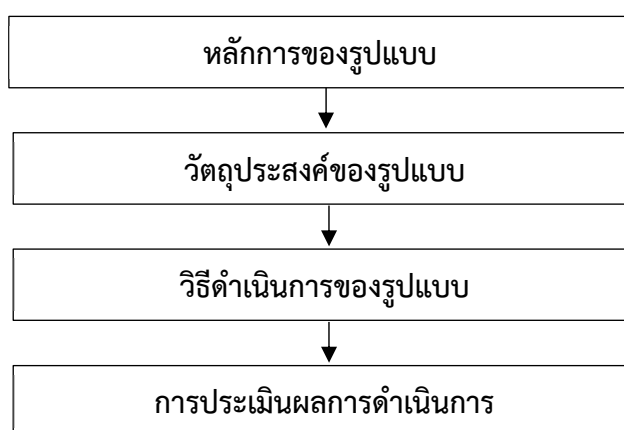 หลักการของรูปแบบ
วัตถุประสงค์ของรูปแบบ
วิธีดำเนินการของรูปแบบ
การประเมินผลการดำเนินการ